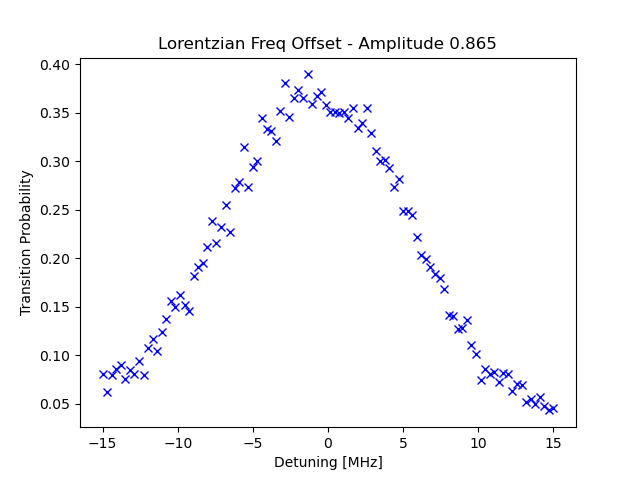 Lorentzian Freq Offset - Amplitude 0.865
0.40
0.35
0.30
0.25
0.20
0.15
0.10
0.05
Transition Probability
−15 −10 −5 0 5 10 15
Detuning [MHz]